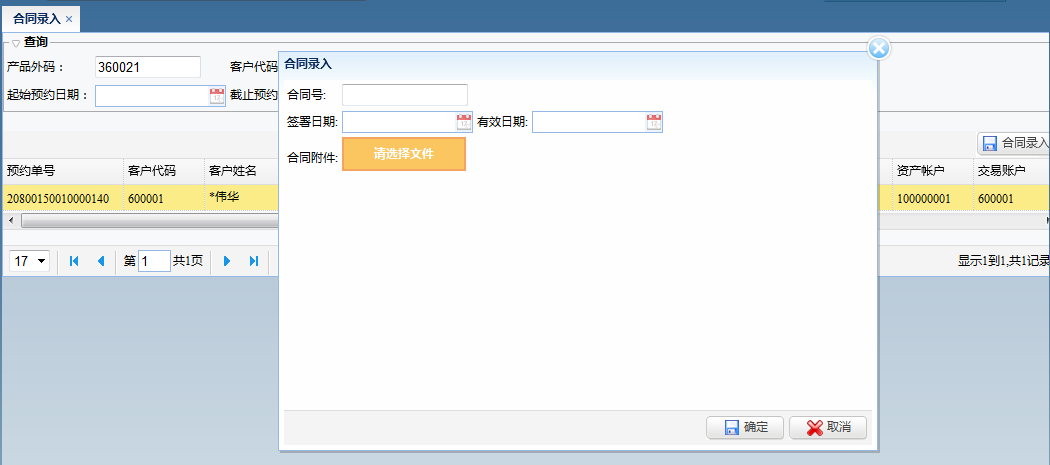 合同录入 ×
查询
产品外码： 360021 客户代码
起始预约日期： 截止预约
合同录入
预约单号 客户代码 客户姓名 资产帐户 交易账户
20800150010000140 600001 *伟华 100000001 600001
17 第 1 共1页 显示1到1,共1记录
合同录入
合同号:
签署日期: 有效日期:
合同附件: 请选择文件
确定 取消